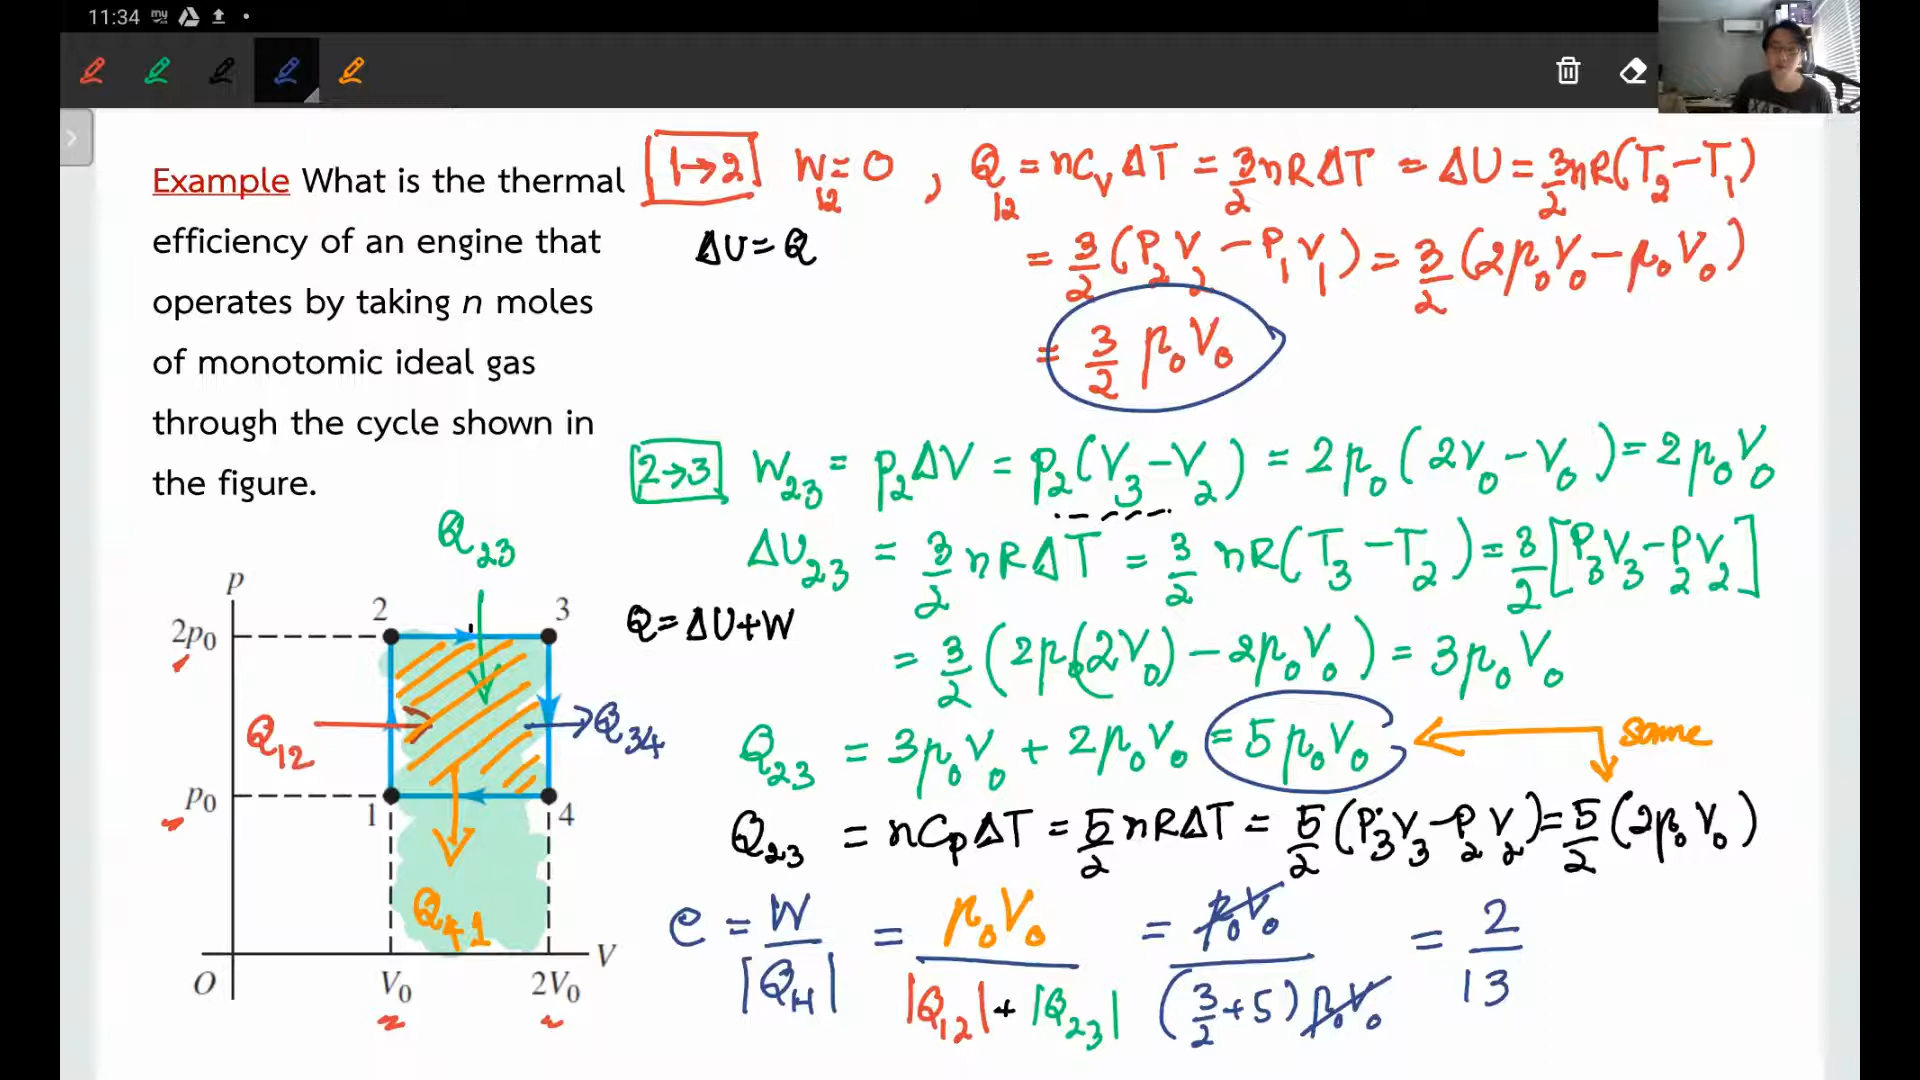 11:34 my
Example What is the thermal
efficiency of an engine that
operates by taking n moles
of monotomic ideal gas
through the cycle shown in
the figure.
1→2 W₁₂ = 0 , Q₁₂ = nCᵥΔT = 3/2 nRΔT = ΔU = 3/2 nR(T₂−T₁)
ΔU = Q
= 3/2 (P₂V₂ − P₁V₁) = 3/2 (2p₀V₀ − p₀V₀)
= 3/2 p₀V₀
2→3 W₂₃ = p₂ΔV = p₂(V₃−V₂) = 2p₀(2V₀−V₀) = 2p₀V₀
ΔU₂₃ = 3/2 nRΔT = 3/2 nR(T₃−T₂) = 3/2 [P₃V₃−P₂V₂]
Q = ΔU+W
= 3/2 (2p₀(2V₀) − 2p₀V₀) = 3p₀V₀
Q₂₃ = 3p₀V₀ + 2p₀V₀ = 5p₀V₀
same
Q₂₃ = nCₚΔT = 5/2 nRΔT = 5/2 (P₃V₃−P₂V₂) = 5/2 (2p₀V₀)
e = W/|Q_H| = p₀V₀/(|Q₁₂|+|Q₂₃|) = p₀V₀/((3/2+5)p₀V₀) = 2/13
Q₂₃
p
2 3
2p₀
Q₁₂ Q₃₄
p₀
1 4
Q₄₁
O V₀ 2V₀ V